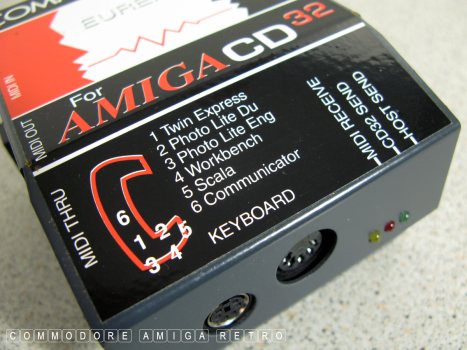 EUREKA
MIDI IN
For
AMIGA CD 32
MIDI OUT
1 Twin Express
2 Photo Lite Du
3 Photo Lite Eng
4 Workbench
5 Scala
6 Communicator
MIDI THRU
6
1 2 5
3 4
KEYBOARD
MIDI RECEIVE
CD32 SEND
HOST SEND
COMMODORE AMIGA RETRO